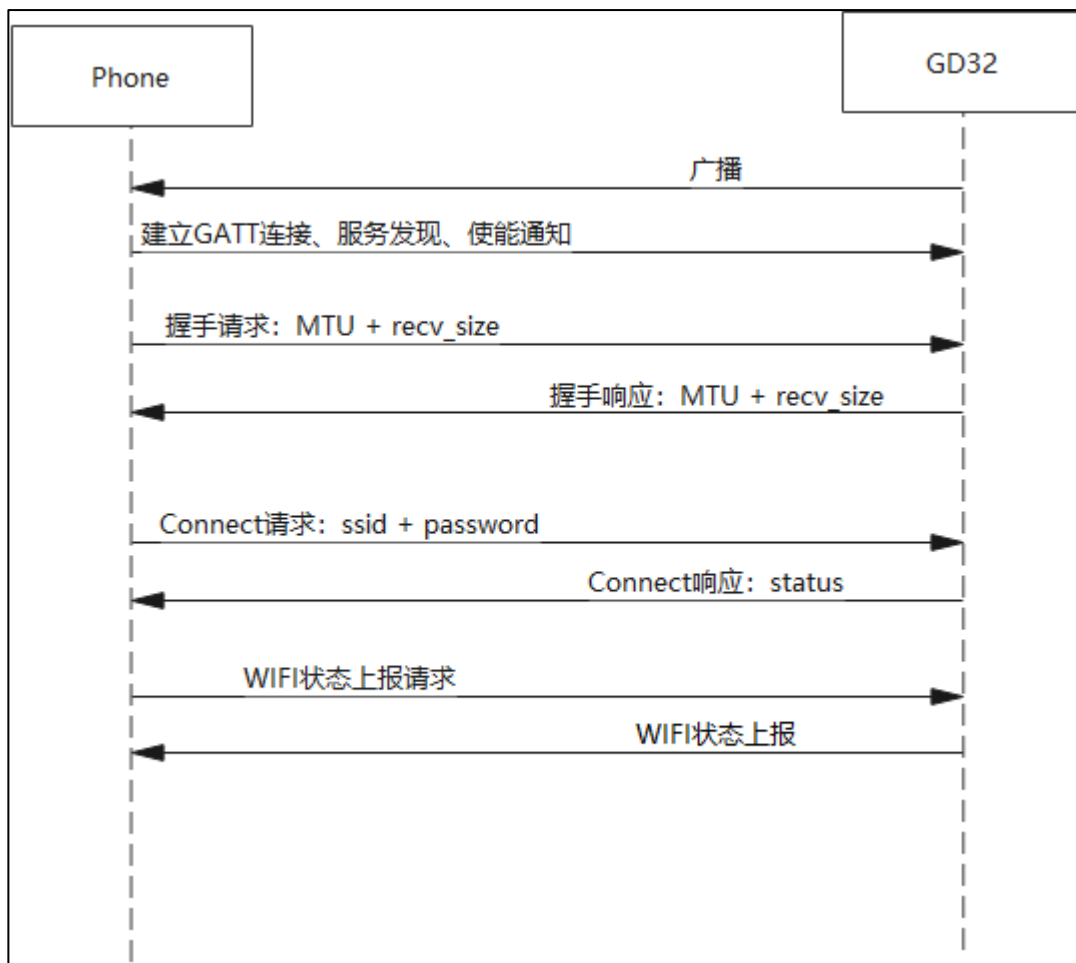 Phone
GD32
广播
建立GATT连接、服务发现、使能通知
握手请求：MTU + recv_size
握手响应：MTU + recv_size
Connect请求：ssid + password
Connect响应：status
WIFI状态上报请求
WIFI状态上报